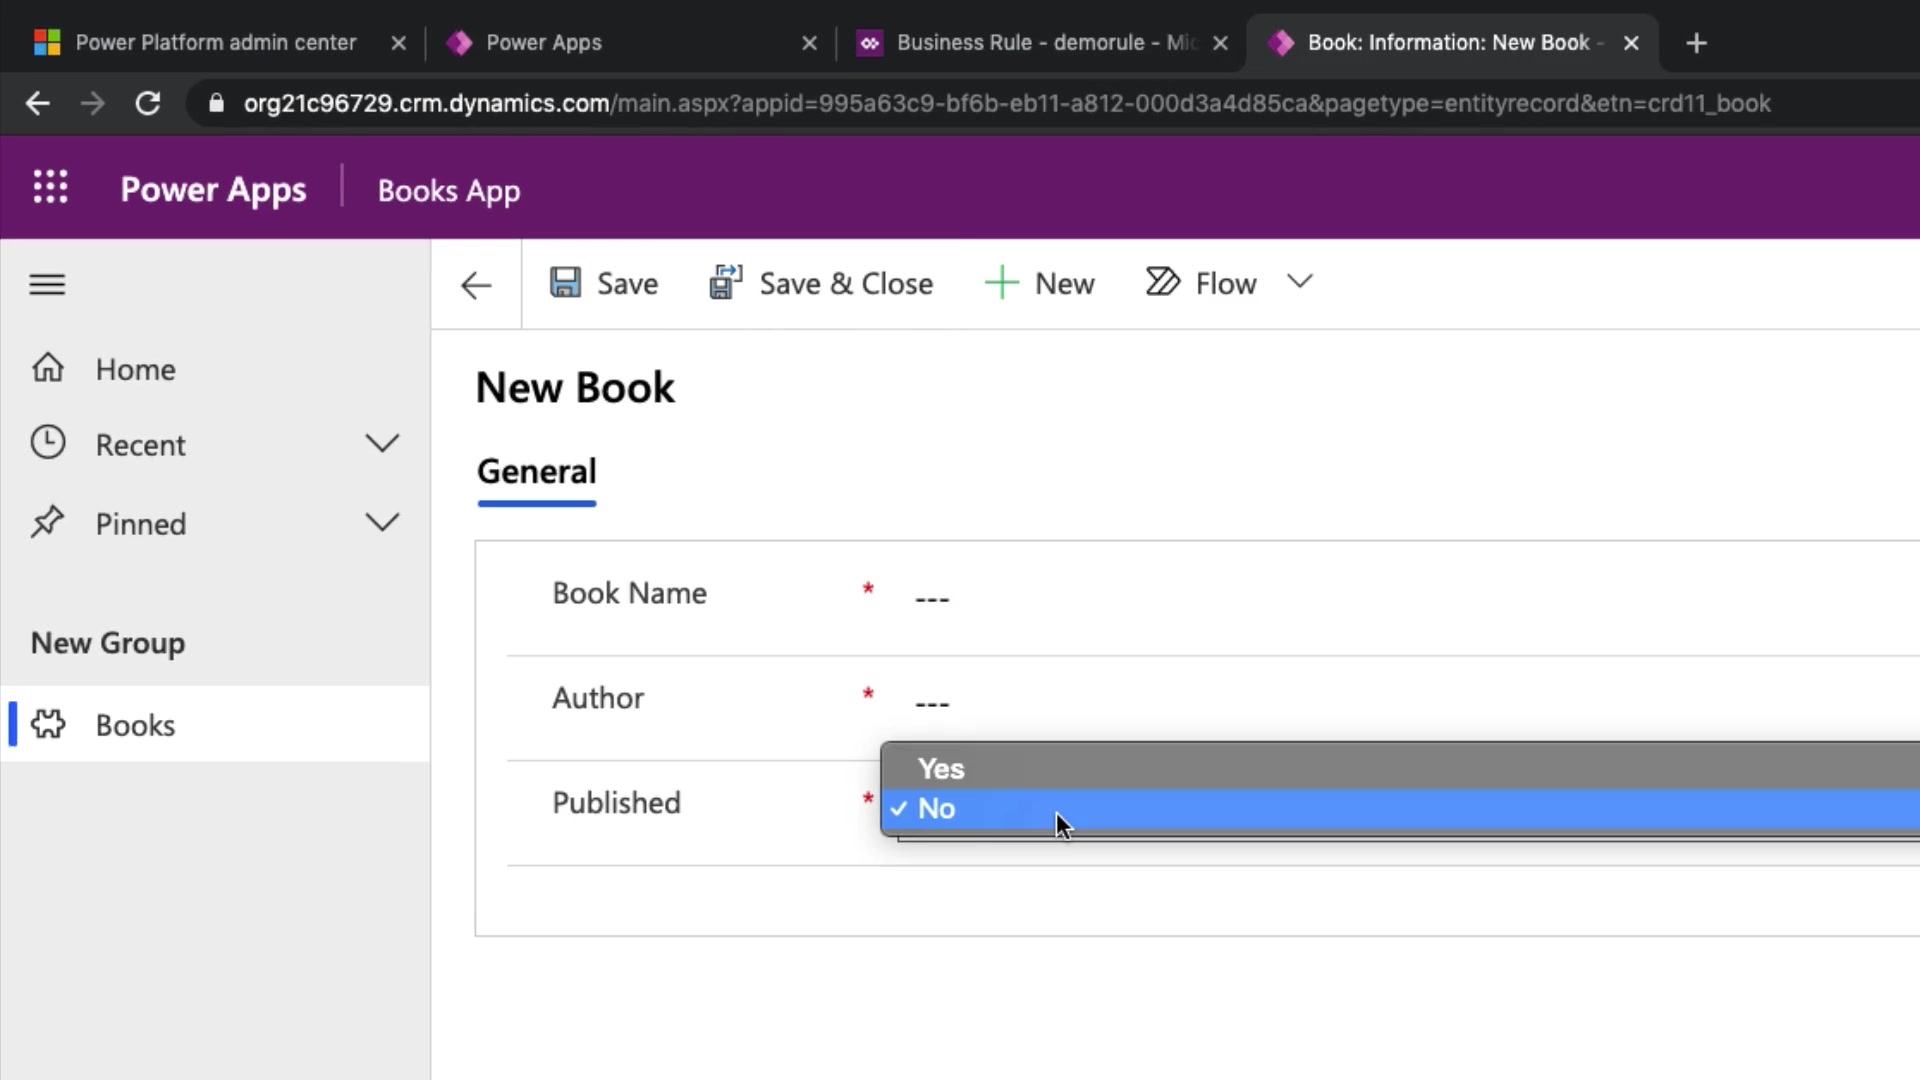 Power Platform admin center
Power Apps
Business Rule - demorule - Mic
Book: Information: New Book -
org21c96729.crm.dynamics.com/main.aspx?appid=995a63c9-bf6b-eb11-a812-000d3a4d85ca&pagetype=entityrecord&etn=crd11_book
Power Apps
Books App
Save
Save & Close
New
Flow
Home
Recent
Pinned
New Group
Books
New Book
General
Book Name * ---
Author * ---
Published *
Yes
✓ No